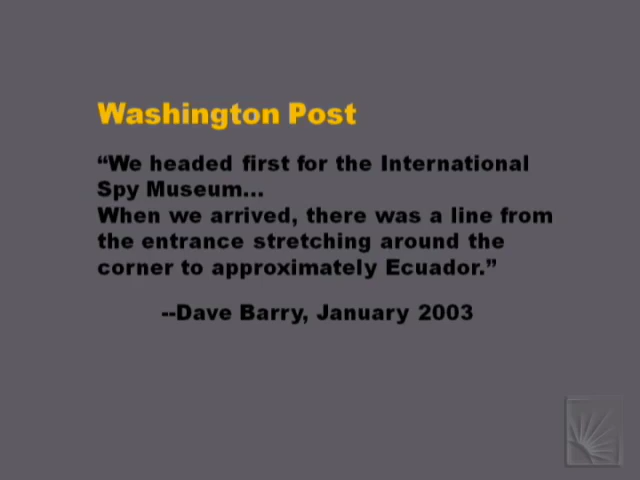 Washington Post
“We headed first for the International
Spy Museum...
When we arrived, there was a line from
the entrance stretching around the
corner to approximately Ecuador.”
--Dave Barry, January 2003